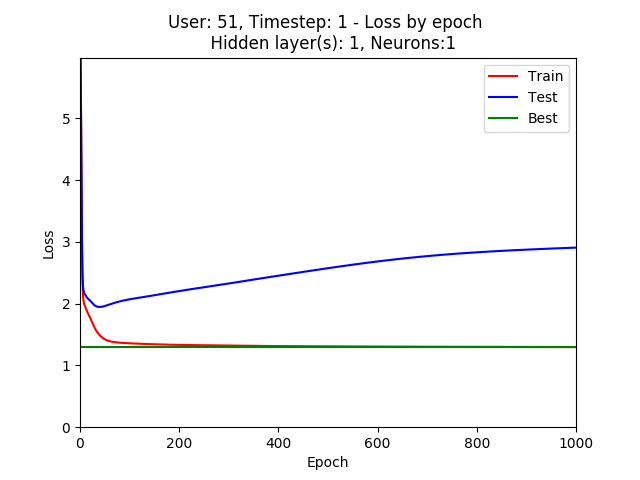 User: 51, Timestep: 1 - Loss by epoch
Hidden layer(s): 1, Neurons:1
Train
Test
Best
5
4
3
2
1
0
Loss
0 200 400 600 800 1000
Epoch